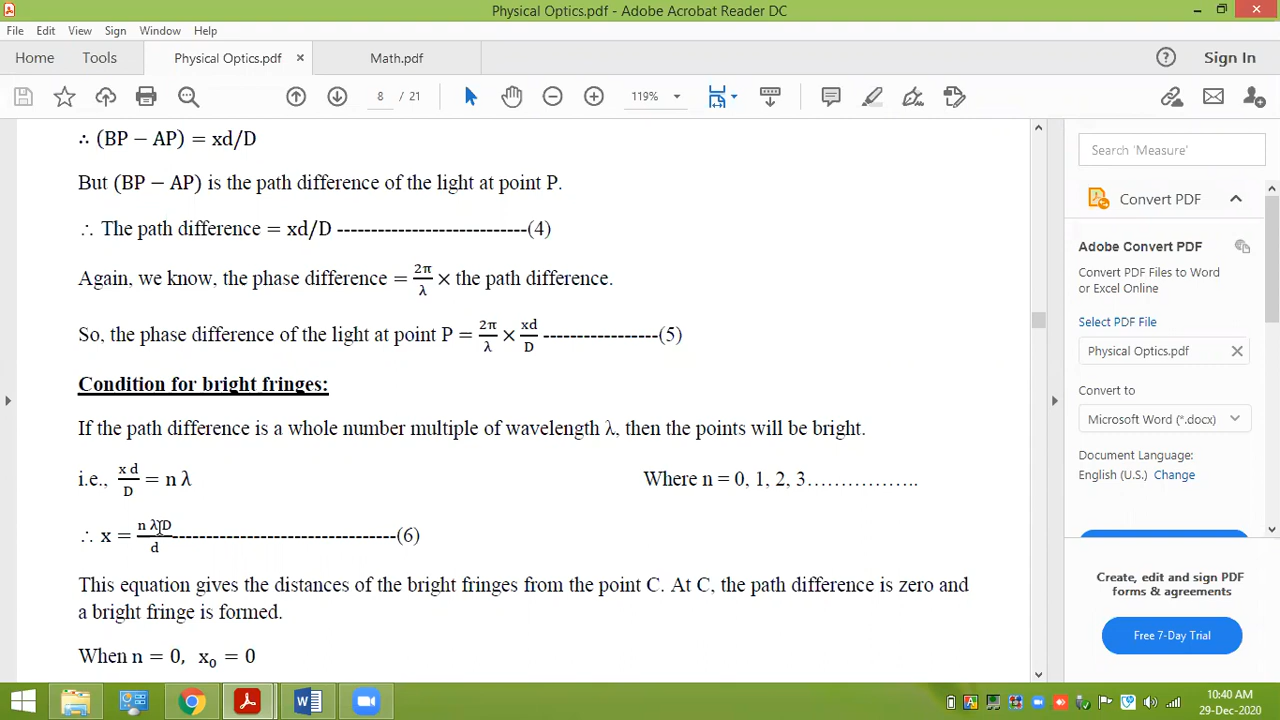 Physical Optics.pdf - Adobe Acrobat Reader DC
File Edit View Sign Window Help
Home Tools Physical Optics.pdf × Math.pdf Sign In
8 / 21 119%
∴ (BP − AP) = xd/D
But (BP − AP) is the path difference of the light at point P.
∴ The path difference = xd/D ----------------------------(4)
Again, we know, the phase difference = 2π/λ × the path difference.
So, the phase difference of the light at point P = 2π/λ × xd/D -----------------(5)
Condition for bright fringes:
If the path difference is a whole number multiple of wavelength λ, then the points will be bright.
i.e., x d/D = n λ Where n = 0, 1, 2, 3……………..
∴ x = n λ D/d---------------------------------(6)
This equation gives the distances of the bright fringes from the point C. At C, the path difference is zero and
a bright fringe is formed.
When n = 0, x₀ = 0
Search 'Measure'
Convert PDF
Adobe Convert PDF
Convert PDF Files to Word
or Excel Online
Select PDF File
Physical Optics.pdf
Convert to
Microsoft Word (*.docx)
Document Language:
English (U.S.) Change
Create, edit and sign PDF
forms & agreements
Free 7-Day Trial
10:40 AM
29-Dec-2020